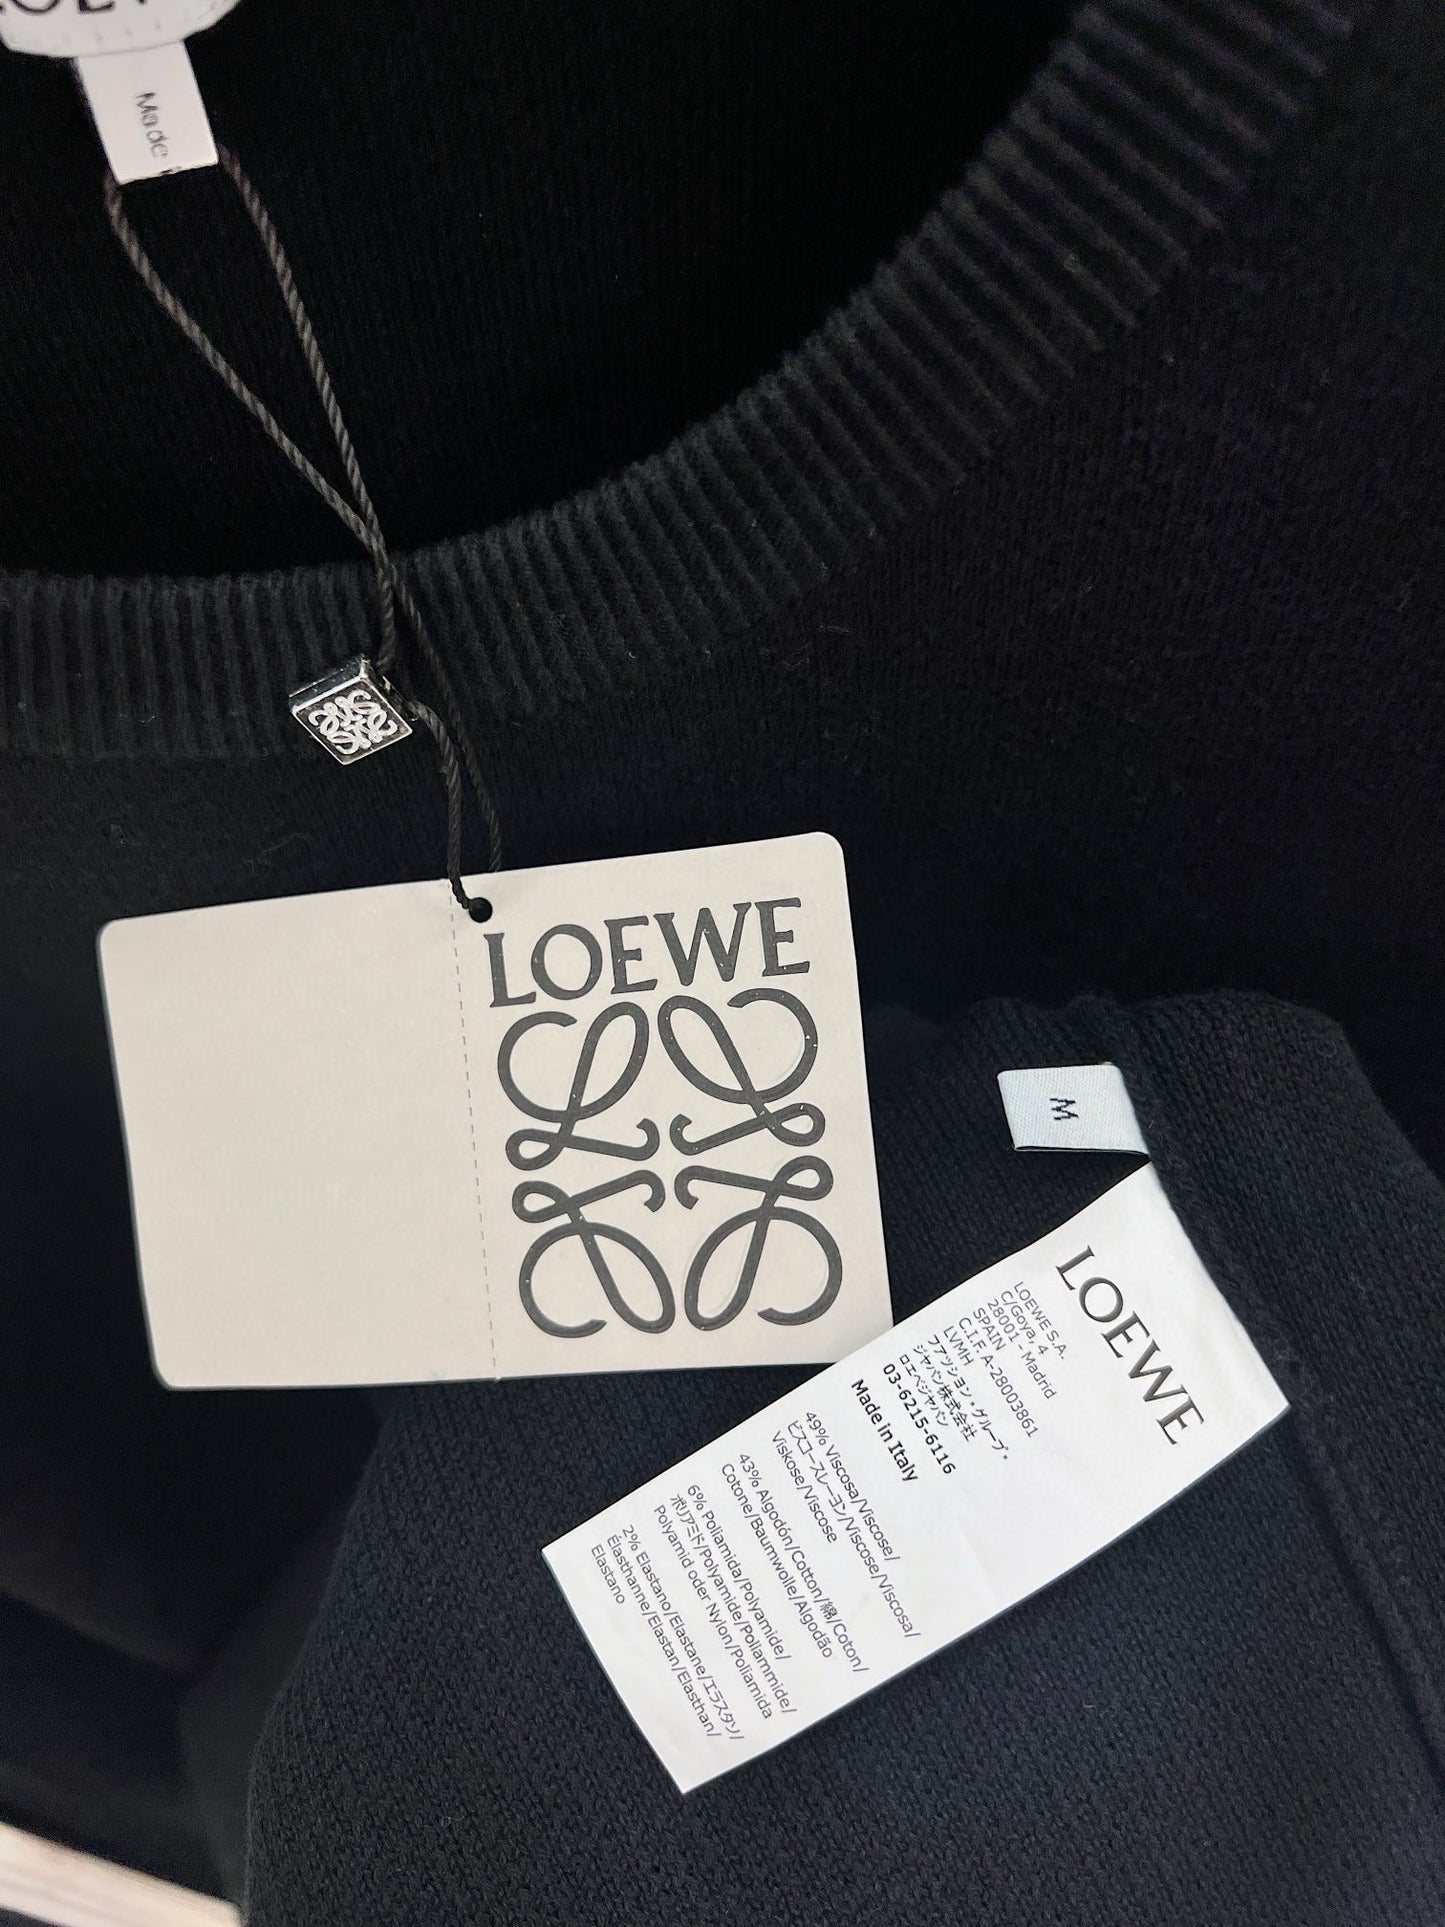 Made
LOEWE
M
LOEWE
LOEWE S.A.
C/Goya, 4
28001 - Madrid
SPAIN
C.I.F. A-28003861
LVMH
ファッション・グループ・
ジャパン株式会社
ロエベジャパン
03-6215-6116
Made in Italy
49% Viscosa/Viscose/
ビスコースレーヨン/Viscose/Viscosa/
Viskose/Viscose
43% Algodón/Cotton/綿/Coton/
Cotone/Baumwolle/Algodão
6% Poliamida/Polyamide/
ポリアミド/Polyamide/Poliammide/
Polyamid oder Nylon/Poliamida
2% Elastano/Elastane/エラスタン/
Élasthanne/Elastan/Elasthan/
Elastano